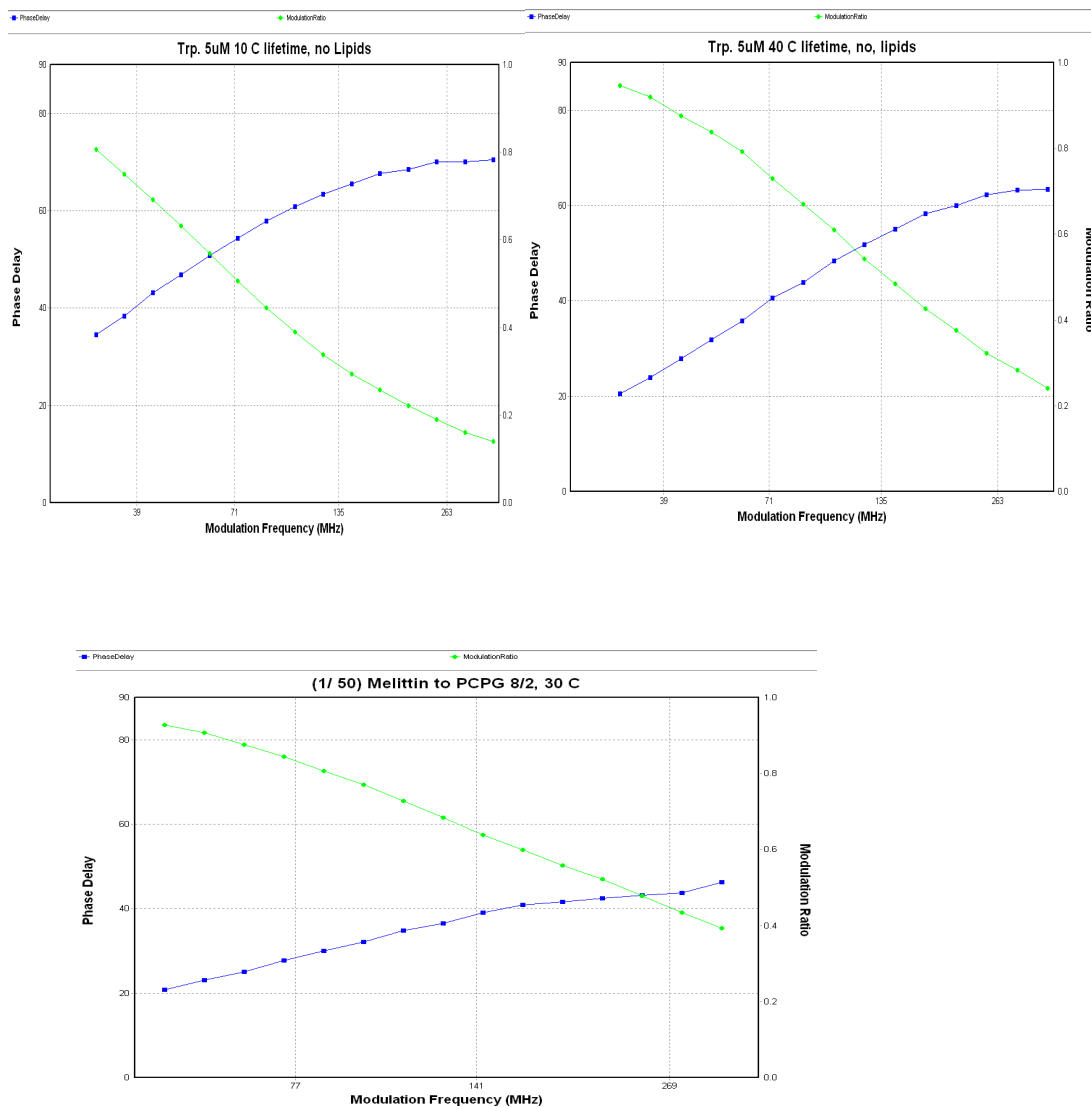 PhaseDelay ModulationRatio
Trp. 5uM 10 C lifetime, no Lipids
90 1.0
80
0.8
60
0.6
40
0.4
20
0.2
0 0.0
39 71 135 263
Phase Delay
Modulation Frequency (MHz)
PhaseDelay ModulationRatio
Trp. 5uM 40 C lifetime, no, lipids
90 1.0
80
0.8
60
0.6
40
0.4
20
0.2
0 0.0
39 71 135 263
Phase Delay
Modulation Ratio
Modulation Frequency (MHz)
PhaseDelay ModulationRatio
(1/ 50) Melittin to PCPG 8/2, 30 C
90 1.0
80
0.8
60
0.6
40
0.4
20
0.2
0 0.0
77 141 269
Phase Delay
Modulation Ratio
Modulation Frequency (MHz)